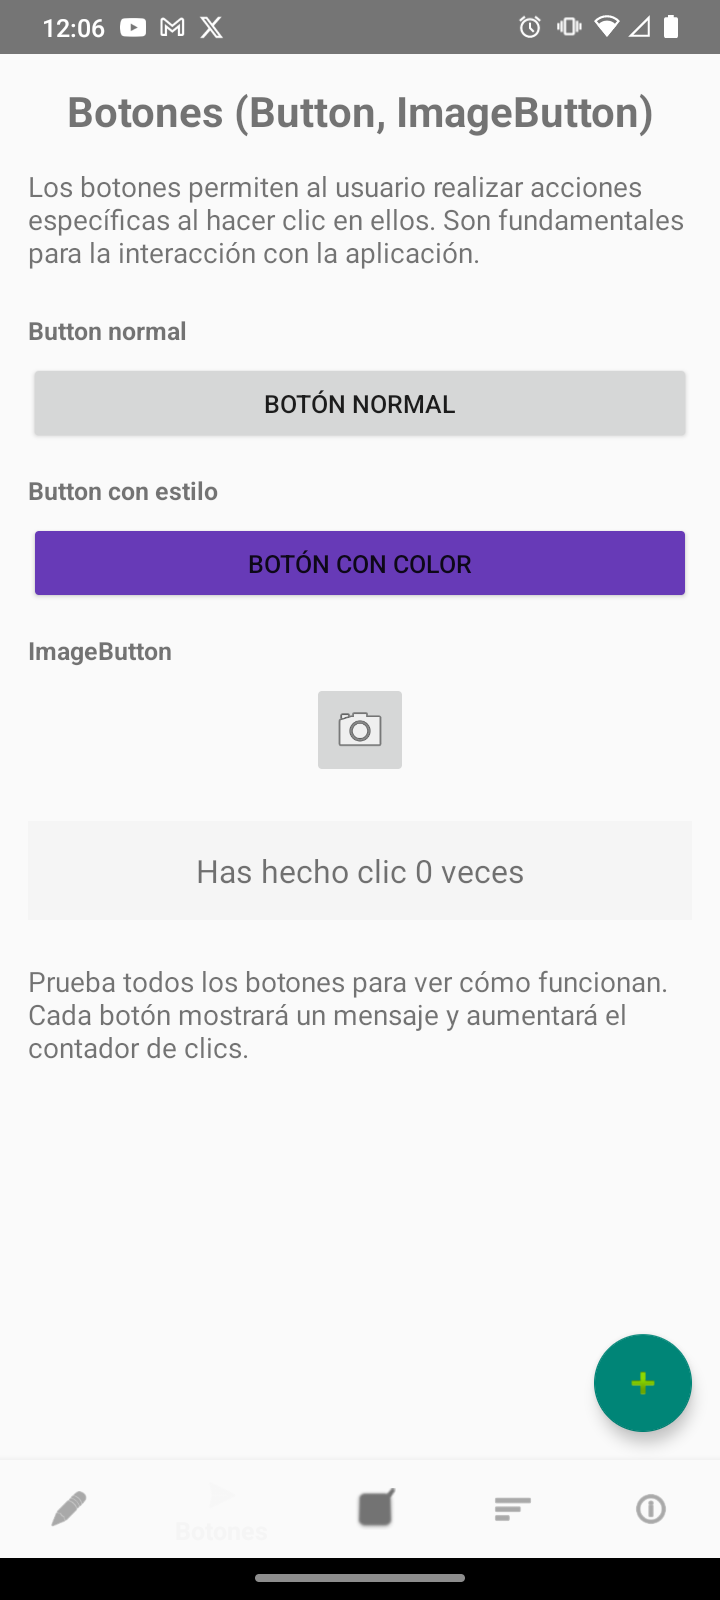 12:06
Botones (Button, ImageButton)
Los botones permiten al usuario realizar acciones
específicas al hacer clic en ellos. Son fundamentales
para la interacción con la aplicación.
Button normal
BOTÓN NORMAL
Button con estilo
BOTÓN CON COLOR
ImageButton
Has hecho clic 0 veces
Prueba todos los botones para ver cómo funcionan.
Cada botón mostrará un mensaje y aumentará el
contador de clics.
Botones